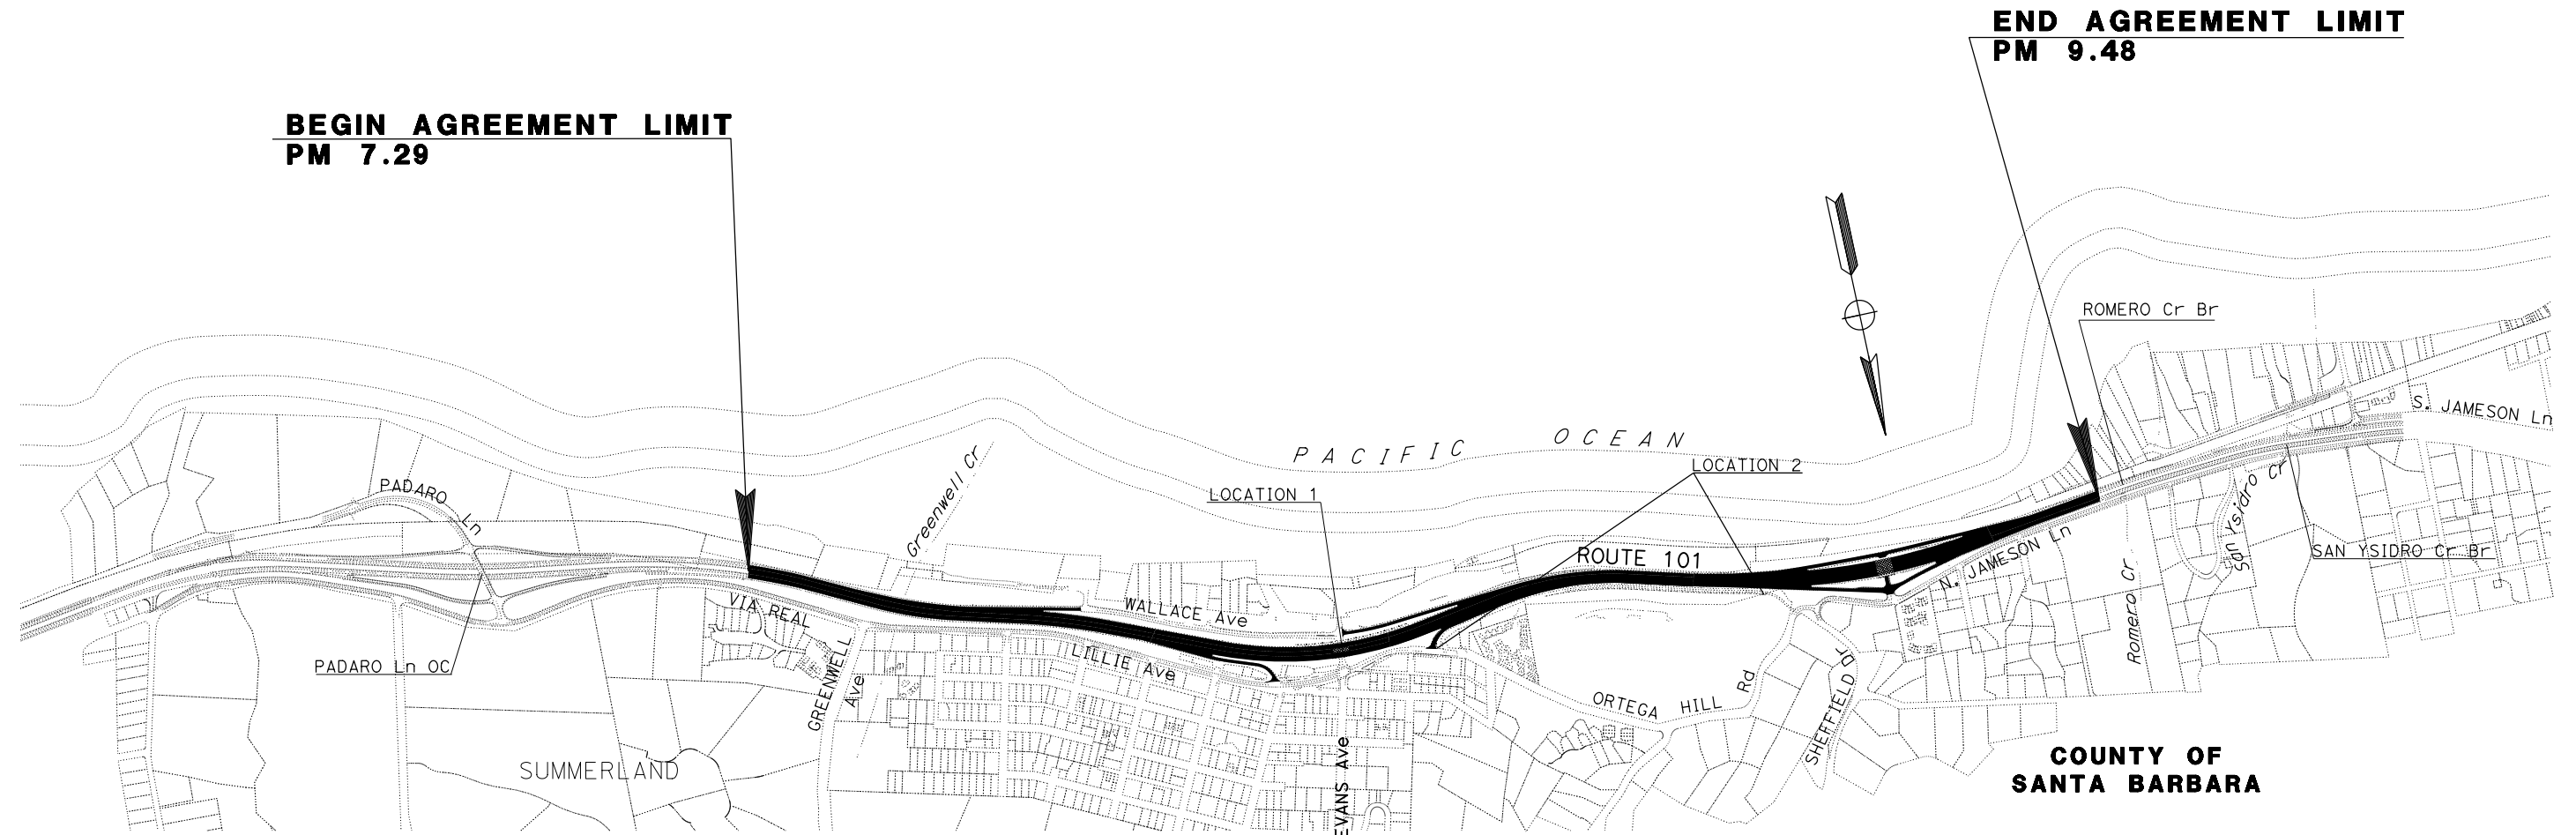 END AGREEMENT LIMIT
PM 9.48
BEGIN AGREEMENT LIMIT
PM 7.29
ROMERO Cr Br
S. JAMESON Ln
PACIFIC OCEAN
LOCATION 2
LOCATION 1
PADARO Ln
Greenwell Cr
San Ysidro Cr
SAN YSIDRO Cr Br
ROUTE 101
N. JAMESON Ln
Romero Cr
WALLACE Ave
VIA REAL
LILLIE Ave
GREENWELL Ave
PADARO Ln OC
ORTEGA HILL Rd
SHEFFIELD Dr
EVANS Ave
SUMMERLAND
COUNTY OF
SANTA BARBARA